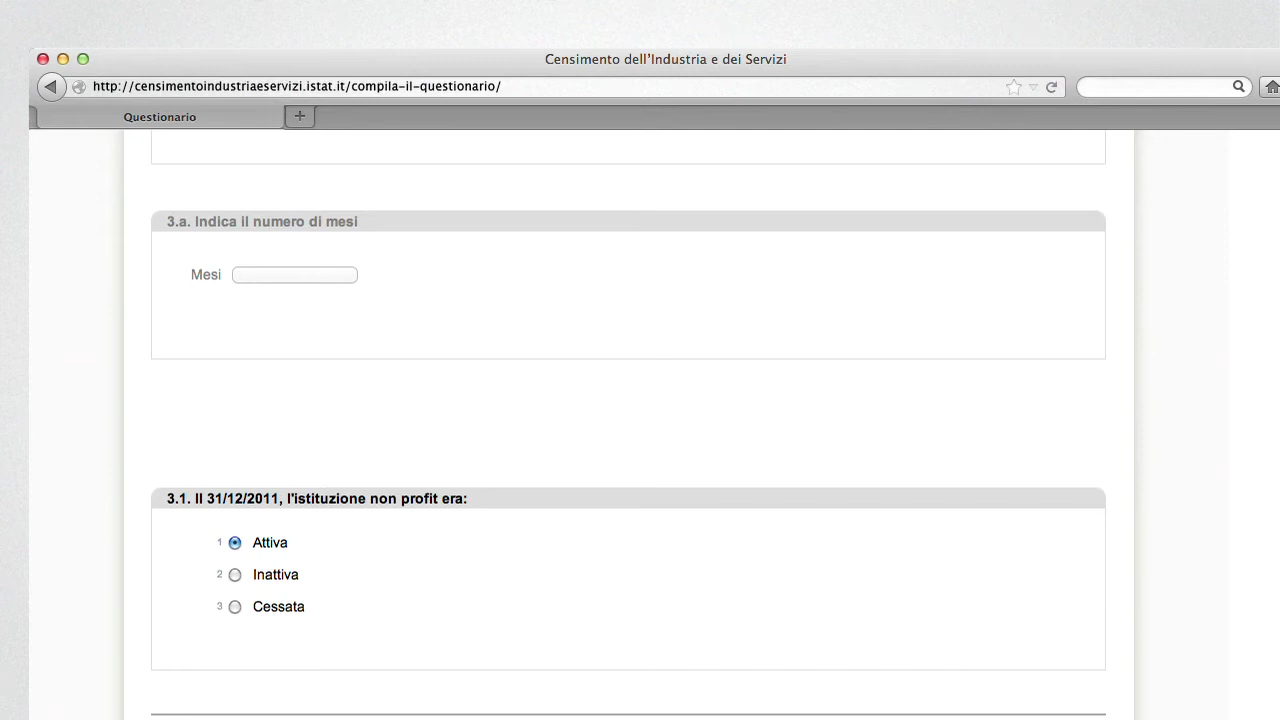 Censimento dell'Industria e dei Servizi
http://censimentoindustriaeservizi.istat.it/compila-il-questionario/
Questionario
3.a. Indica il numero di mesi
Mesi
3.1. Il 31/12/2011, l'istituzione non profit era:
1 Attiva
2 Inattiva
3 Cessata